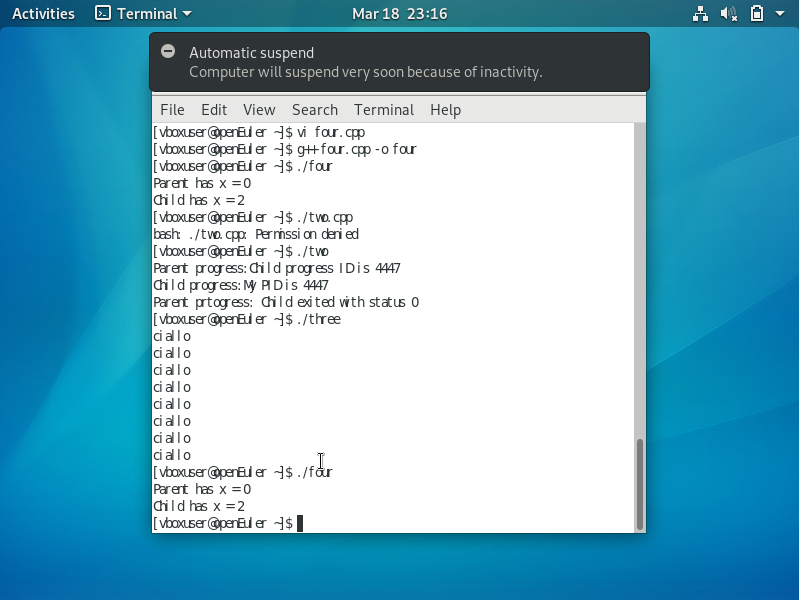 Activities Terminal Mar 18 23:16
Automatic suspend
Computer will suspend very soon because of inactivity.
File Edit View Search Terminal Help
[vboxuser@openEuler ~]$ vi four.cpp
[vboxuser@openEuler ~]$ g++ four.cpp -o four
[vboxuser@openEuler ~]$ ./four
Parent has x = 0
Child has x = 2
[vboxuser@openEuler ~]$ ./two.cpp
bash: ./two.cpp: Permission denied
[vboxuser@openEuler ~]$ ./two
Parent progress:Child progress ID is 4447
Child progress:My PID is 4447
Parent prtogress: Child exited with status 0
[vboxuser@openEuler ~]$ ./three
ciallo
ciallo
ciallo
ciallo
ciallo
ciallo
ciallo
ciallo
[vboxuser@openEuler ~]$ ./four
Parent has x = 0
Child has x = 2
[vboxuser@openEuler ~]$